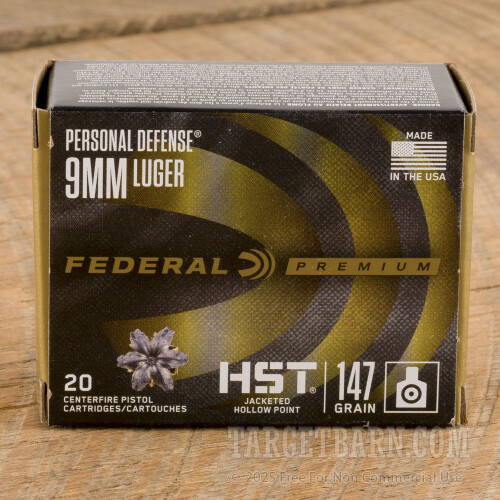 PERSONAL DEFENSE®
9MM LUGER
MADE
IN THE USA
FEDERAL PREMIUM
20
CENTERFIRE PISTOL
CARTRIDGES/CARTOUCHES
HST®
JACKETED
HOLLOW POINT
147
GRAIN
TARGETBARN.COM
© 2025 Free For Non Commercial Use